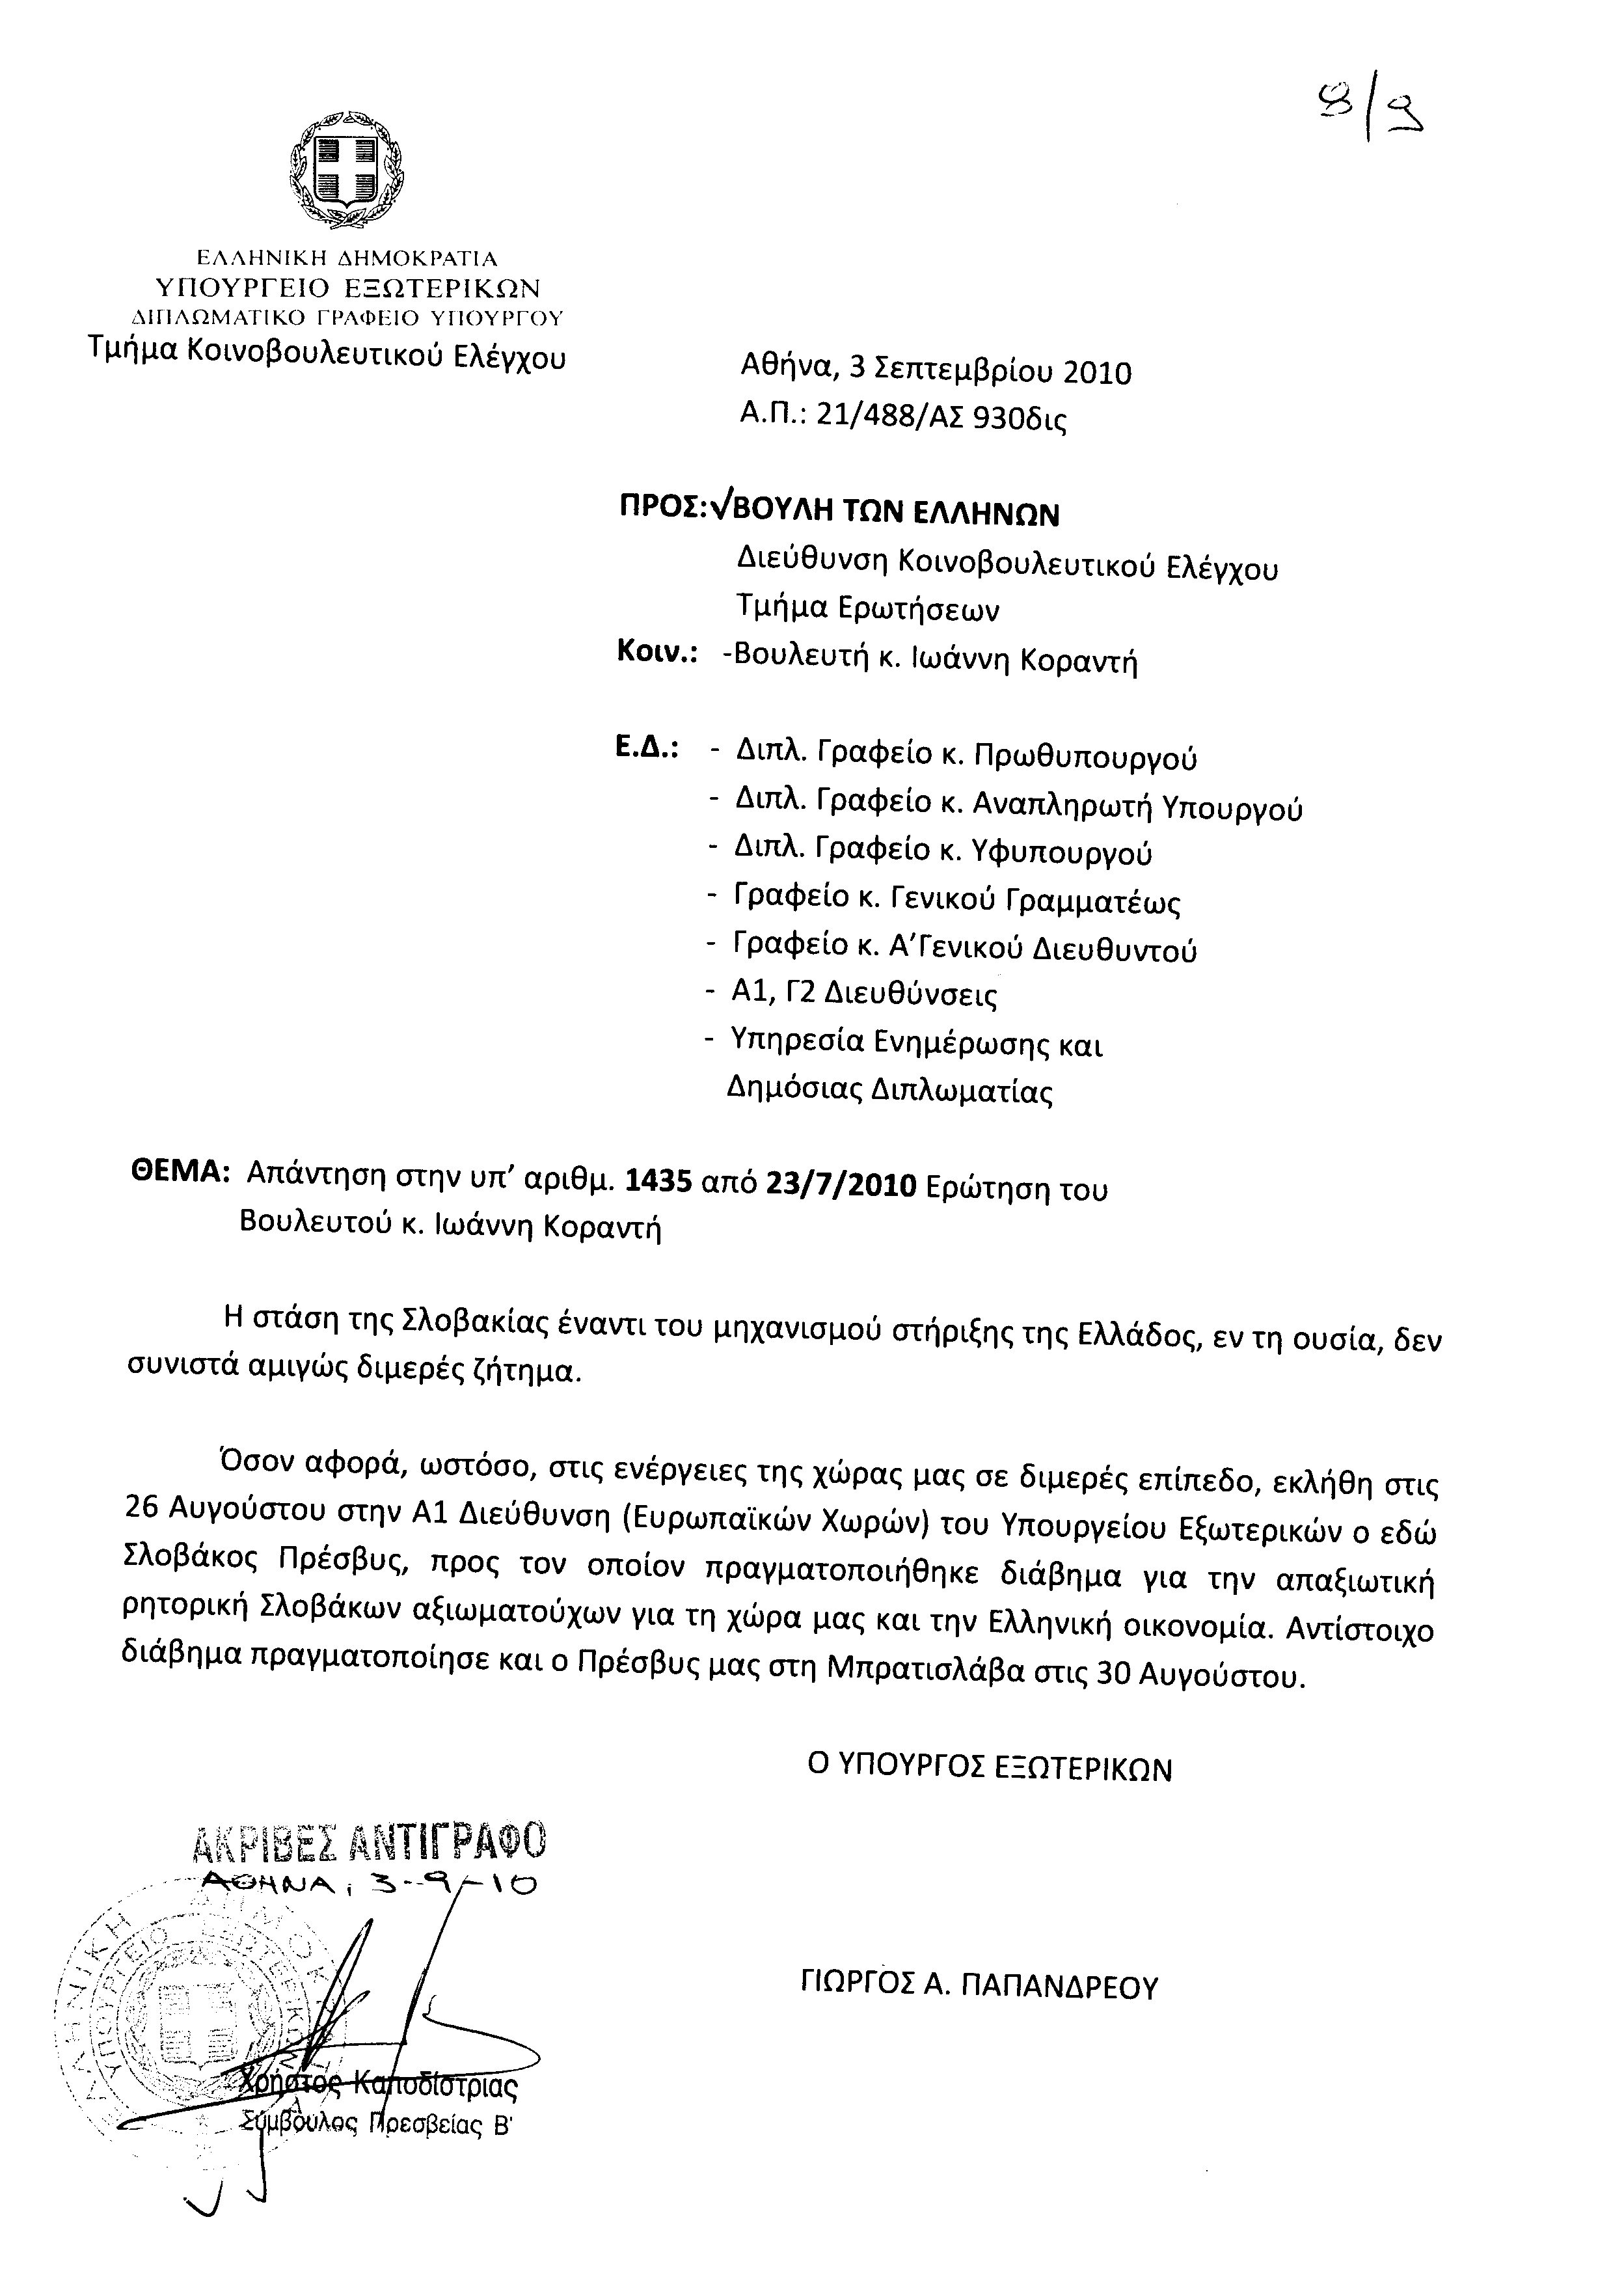 8/9
ΕΛΛΗΝΙΚΗ ΔΗΜΟΚΡΑΤΙΑ
ΥΠΟΥΡΓΕΙΟ ΕΞΩΤΕΡΙΚΩΝ
ΔΙΠΛΩΜΑΤΙΚΟ ΓΡΑΦΕΙΟ ΥΠΟΥΡΓΟΥ
Τμήμα Κοινοβουλευτικού Ελέγχου
Αθήνα, 3 Σεπτεμβρίου 2010
Α.Π.: 21/488/ΑΣ 930δις
ΠΡΟΣ:√ΒΟΥΛΗ ΤΩΝ ΕΛΛΗΝΩΝ
Διεύθυνση Κοινοβουλευτικού Ελέγχου
Τμήμα Ερωτήσεων
Κοιν.: -Βουλευτή κ. Ιωάννη Κοραντή
Ε.Δ.: - Διπλ. Γραφείο κ. Πρωθυπουργού
- Διπλ. Γραφείο κ. Αναπληρωτή Υπουργού
- Διπλ. Γραφείο κ. Υφυπουργού
- Γραφείο κ. Γενικού Γραμματέως
- Γραφείο κ. Α’Γενικού Διευθυντού
- Α1, Γ2 Διευθύνσεις
- Υπηρεσία Ενημέρωσης και
Δημόσιας Διπλωματίας
ΘΕΜΑ: Απάντηση στην υπ’ αριθμ. 1435 από 23/7/2010 Ερώτηση του
Βουλευτού κ. Ιωάννη Κοραντή
Η στάση της Σλοβακίας έναντι του μηχανισμού στήριξης της Ελλάδος, εν τη ουσία, δεν
συνιστά αμιγώς διμερές ζήτημα.
Όσον αφορά, ωστόσο, στις ενέργειες της χώρας μας σε διμερές επίπεδο, εκλήθη στις
26 Αυγούστου στην Α1 Διεύθυνση (Ευρωπαϊκών Χωρών) του Υπουργείου Εξωτερικών ο εδώ
Σλοβάκος Πρέσβυς, προς τον οποίον πραγματοποιήθηκε διάβημα για την απαξιωτική
ρητορική Σλοβάκων αξιωματούχων για τη χώρα μας και την Ελληνική οικονομία. Αντίστοιχο
διάβημα πραγματοποίησε και ο Πρέσβυς μας στη Μπρατισλάβα στις 30 Αυγούστου.
Ο ΥΠΟΥΡΓΟΣ ΕΞΩΤΕΡΙΚΩΝ
ΑΚΡΙΒΕΣ ΑΝΤΙΓΡΑΦΟ
ΑΘΗΝΑ, 3-9-10
ΕΛΛΗΝΙΚΗ ΔΗΜΟΚΡΑΤΙΑ
ΥΠΟΥΡΓΕΙΟ ΕΞΩΤΕΡΙΚΩΝ
ΓΙΩΡΓΟΣ Α. ΠΑΠΑΝΔΡΕΟΥ
Χρήστος Καποδίστριας
Σύμβουλος Πρεσβείας Β'